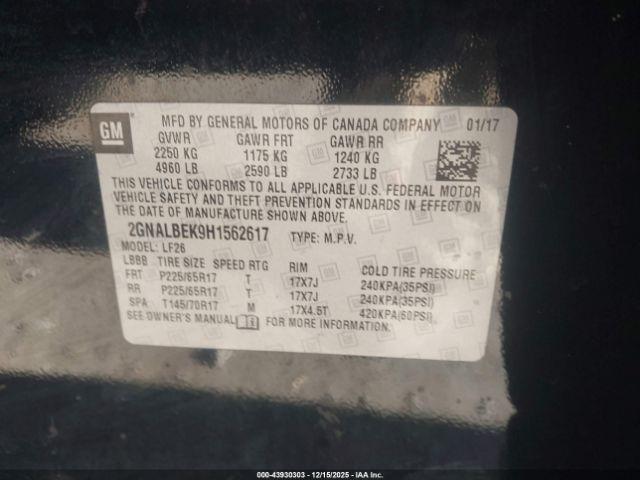 GM
MFD BY GENERAL MOTORS OF CANADA COMPANY 01/17
GVWR GAWR FRT GAWR RR
2250 KG 1175 KG 1240 KG
4960 LB 2590 LB 2733 LB
THIS VEHICLE CONFORMS TO ALL APPLICABLE U.S. FEDERAL MOTOR
VEHICLE SAFETY AND THEFT PREVENTION STANDARDS IN EFFECT ON
THE DATE OF MANUFACTURE SHOWN ABOVE.
2GNALBEK9H1562617 TYPE: M.P.V.
MODEL: LF26
LBBB TIRE SIZE SPEED RTG RIM COLD TIRE PRESSURE
FRT P225/65R17 T 17X7J 240KPA(35PSI)
RR P225/65R17 T 17X7J 240KPA(35PSI)
SPA T145/70R17 M 17X4.5T 420KPA(60PSI)
SEE OWNER'S MANUAL FOR MORE INFORMATION.
000-43930303 - 12/15/2025 - IAAI.com